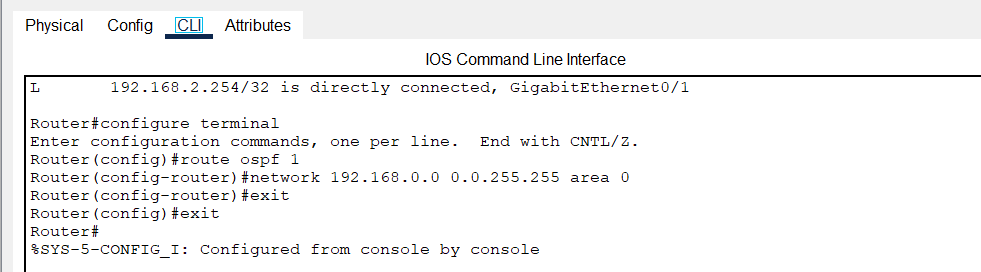 Physical Config CLI Attributes
IOS Command Line Interface
L 192.168.2.254/32 is directly connected, GigabitEthernet0/1
Router#configure terminal
Enter configuration commands, one per line. End with CNTL/Z.
Router(config)#route ospf 1
Router(config-router)#network 192.168.0.0 0.0.255.255 area 0
Router(config-router)#exit
Router(config)#exit
Router#
%SYS-5-CONFIG_I: Configured from console by console